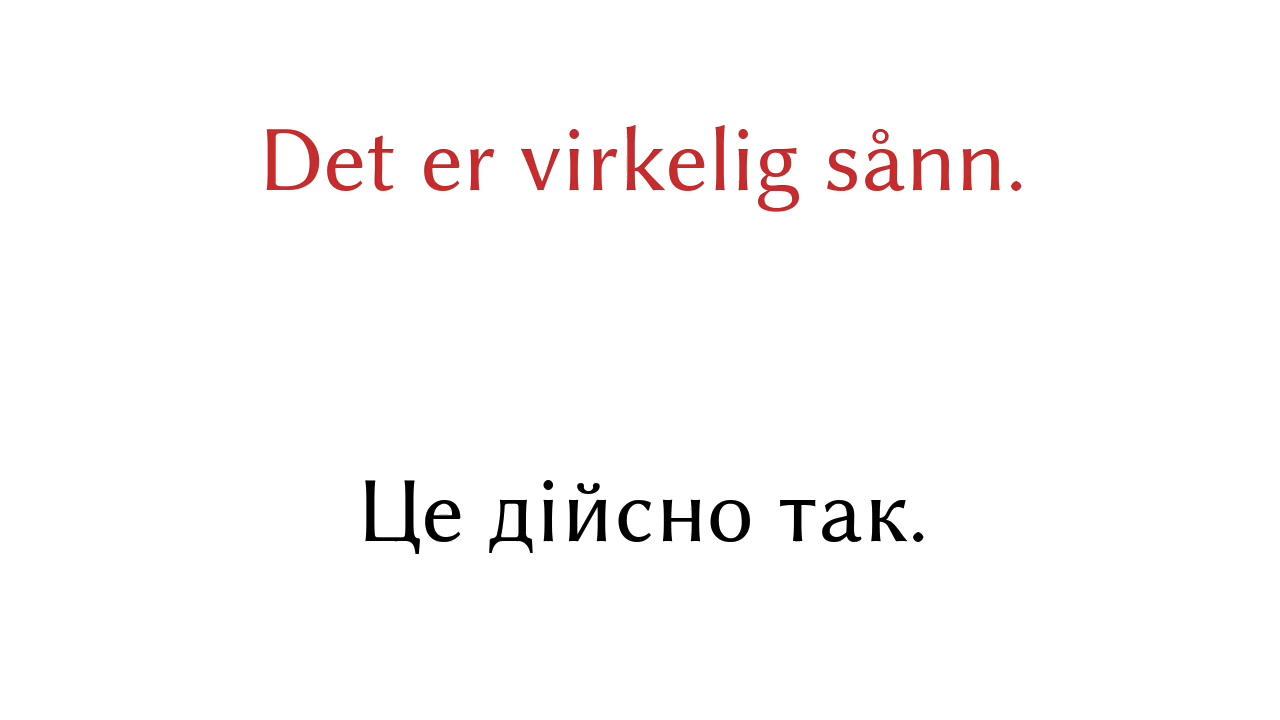 Det er virkelig sånn.
Це дійсно так.